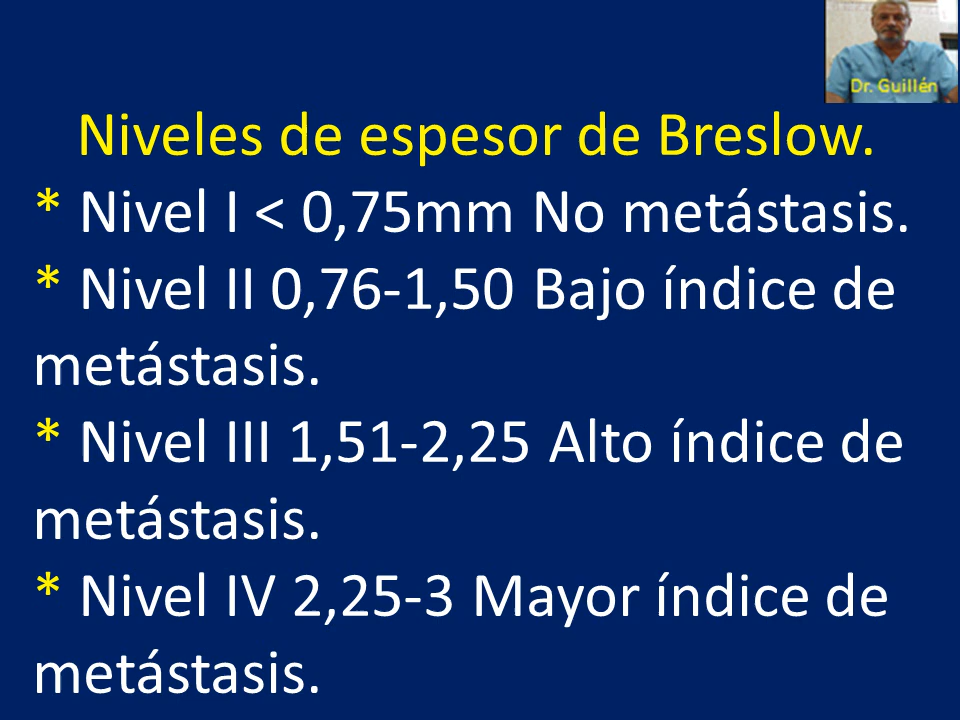 Dr. Guillén
Niveles de espesor de Breslow.
* Nivel I < 0,75mm No metástasis.
* Nivel II 0,76-1,50 Bajo índice de
metástasis.
* Nivel III 1,51-2,25 Alto índice de
metástasis.
* Nivel IV 2,25-3 Mayor índice de
metástasis.